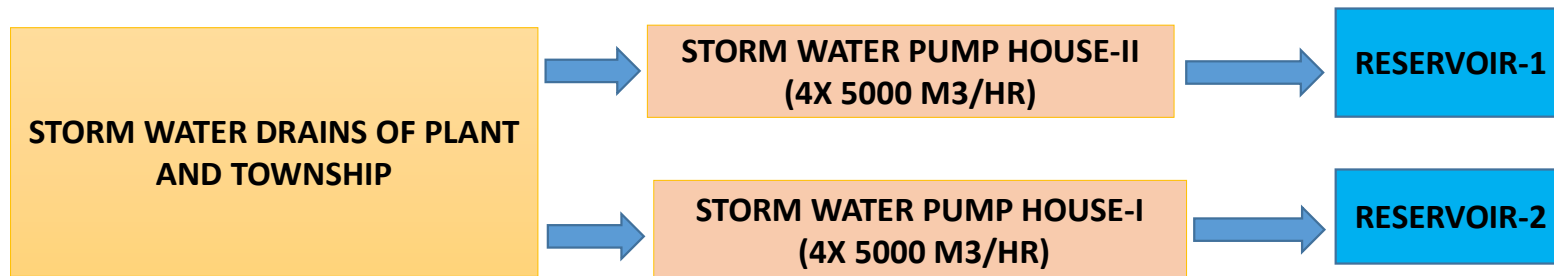 STORM WATER DRAINS OF PLANT
AND TOWNSHIP
STORM WATER PUMP HOUSE-II
(4X 5000 M3/HR)
RESERVOIR-1
STORM WATER PUMP HOUSE-I
(4X 5000 M3/HR)
RESERVOIR-2